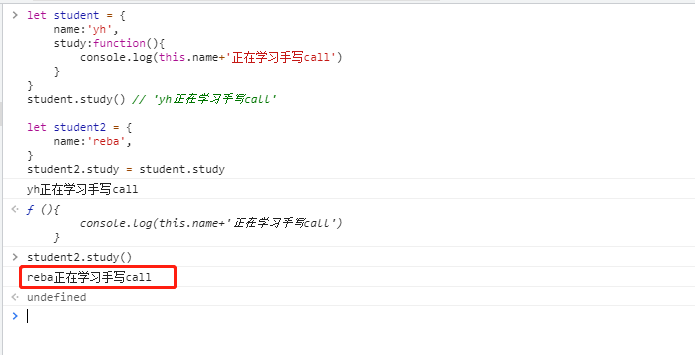 let student = {
    name:'yh',
    study:function(){
        console.log(this.name+'正在学习手写call')
    }
}
student.study() // 'yh正在学习手写call'
let student2 = {
    name:'reba',
}
student2.study = student.study
yh正在学习手写call
ƒ (){
        console.log(this.name+'正在学习手写call')
    }
student2.study()
reba正在学习手写call
undefined